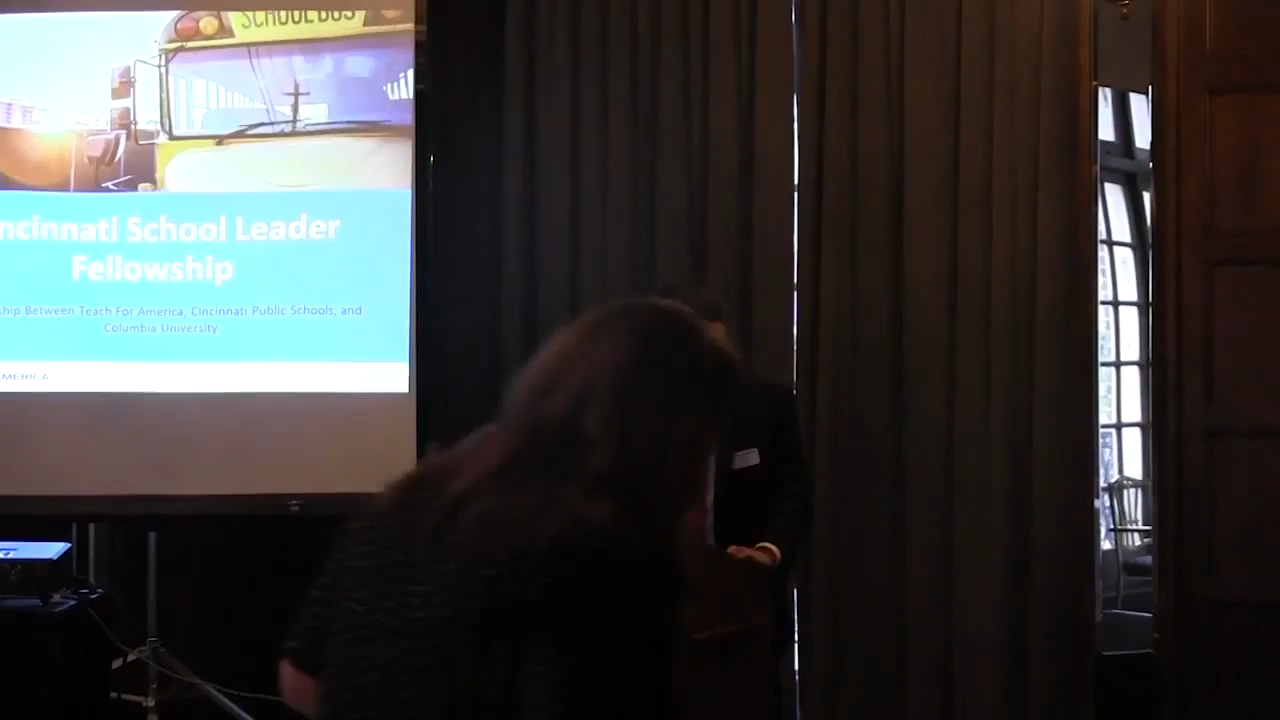 SCHOOL BUS
ncinnati School Leader
Fellowship
ship Between Teach For America, Cincinnati Public Schools, and
Columbia University
AMERICA